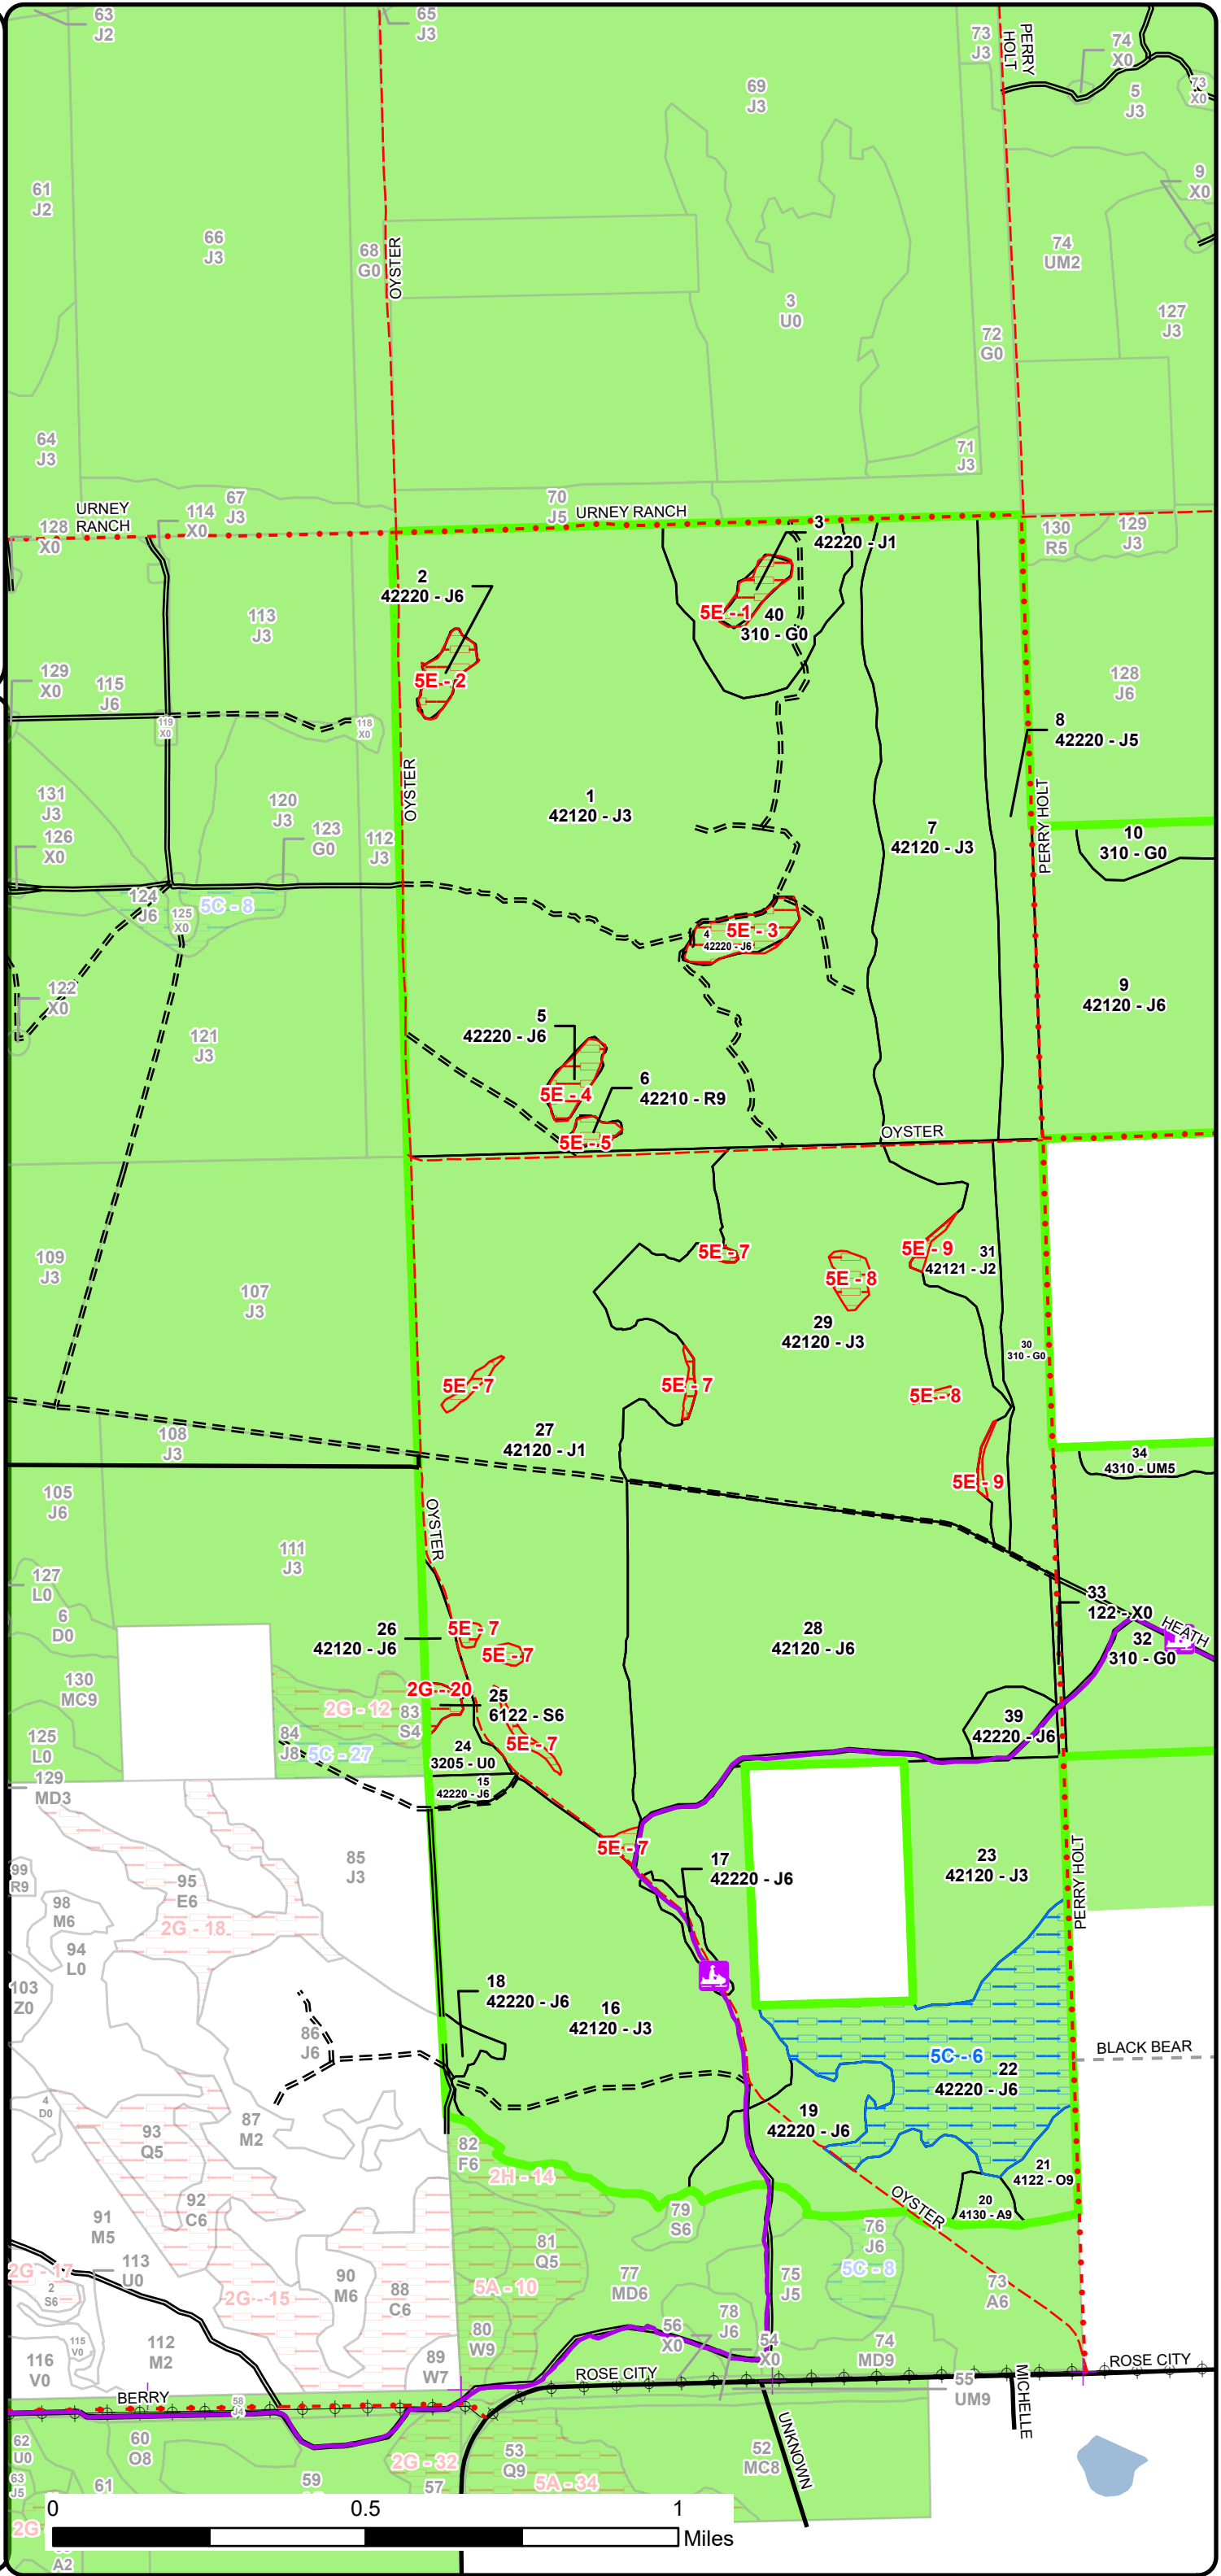 63
J2
65
J3
73
J3
PERRY
HOLT
74
X0
73
X0
5
J3
69
J3
61
J2
9
X0
66
J3
68
G0
OYSTER
74
UM2
3
U0
127
J3
72
G0
64
J3
71
J3
67
J3
70
J5
URNEY
RANCH
114
X0
URNEY RANCH
128
X0
3
42220 - J1
130
R5
129
J3
2
42220 - J6
113
J3
5E - 1
40
310 - G0
5E - 2
129
X0
115
J6
128
J6
119
X0
118
X0
8
42220 - J5
OYSTER
1
42120 - J3
131
J3
120
J3
7
42120 - J3
PERRY HOLT
126
X0
123
G0
112
J3
10
310 - G0
124
J6
5C - 8
125
X0
5E - 3
4
42220 - J6
122
X0
9
42120 - J6
121
J3
5
42220 - J6
6
42210 - R9
5E - 4
5E - 5
OYSTER
109
J3
107
J3
5E - 7
5E - 9
31
42121 - J2
5E - 8
29
42120 - J3
30
310 - G0
5E - 7
5E - 7
5E - 8
27
42120 - J1
108
J3
34
4310 - UM5
5E - 9
105
J6
OYSTER
111
J3
127
L0
33
122 - X0
6
D0
26
42120 - J6
5E - 7
5E - 7
28
42120 - J6
HEATH
32
310 - G0
130
MC9
2G - 20
25
6122 - S6
2G - 12
83
S4
39
42220 - J6
125
L0
84
J8
5C - 27
24
3205 - U0
5E - 7
15
42220 - J6
129
MD3
5E - 7
85
J3
17
42220 - J6
23
42120 - J3
PERRY HOLT
99
R9
95
E6
98
M6
2G - 18
94
L0
103
Z0
18
42220 - J6
16
42120 - J3
86
J6
BLACK BEAR
5C - 6
22
42220 - J6
4
D0
87
M2
93
Q5
19
42220 - J6
82
F6
2H - 14
21
4122 - O9
92
C6
91
M5
OYSTER
20
4130 - A9
79
S6
76
J6
81
Q5
113
U0
2G - 17
2
S6
90
M6
88
C6
2G - 15
5A - 10
77
MD6
75
J5
5C - 8
73
A6
78
J6
56
X0
80
W9
54
X0
74
MD9
115
V0
112
M2
116
V0
89
W7
ROSE CITY
ROSE CITY
55
UM9
BERRY
58
J4
MICHELLE
UNKNOWN
62
U0
60
O8
53
Q9
52
MC8
2G - 32
63
J5
61
59
57
5A - 34
0
0.5
1
Miles
2G
A2